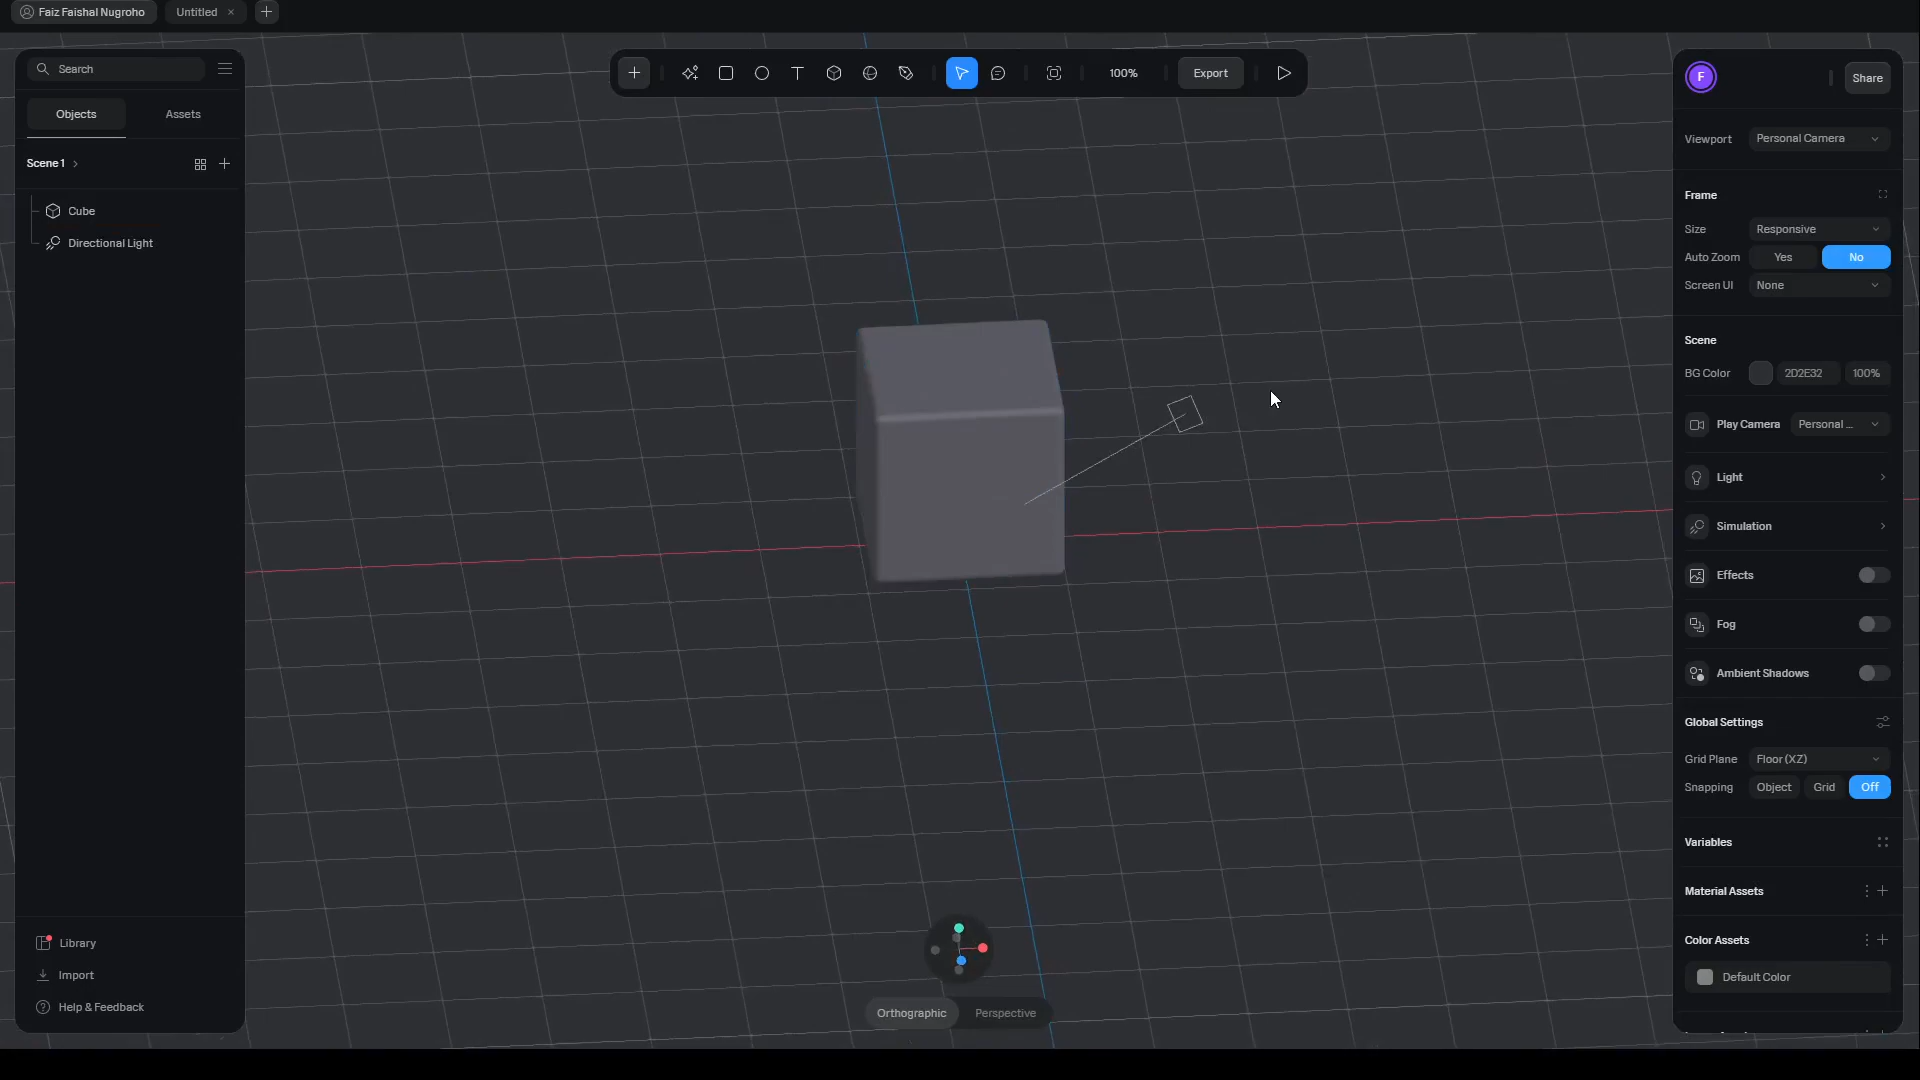 Faiz Faishal Nugroho
Untitled
Search
Objects
Assets
Scene 1
Cube
Directional Light
Library
Import
Help & Feedback
T
100%
Export
Orthographic
Perspective
F
Share
Viewport
Personal Camera
Frame
Size
Responsive
Auto Zoom
Yes
No
Screen UI
None
Scene
BG Color
2D2E32
100%
Play Camera
Personal ...
Light
Simulation
Effects
Fog
Ambient Shadows
Global Settings
Grid Plane
Floor (XZ)
Snapping
Object
Grid
Off
Variables
Material Assets
Color Assets
Default Color